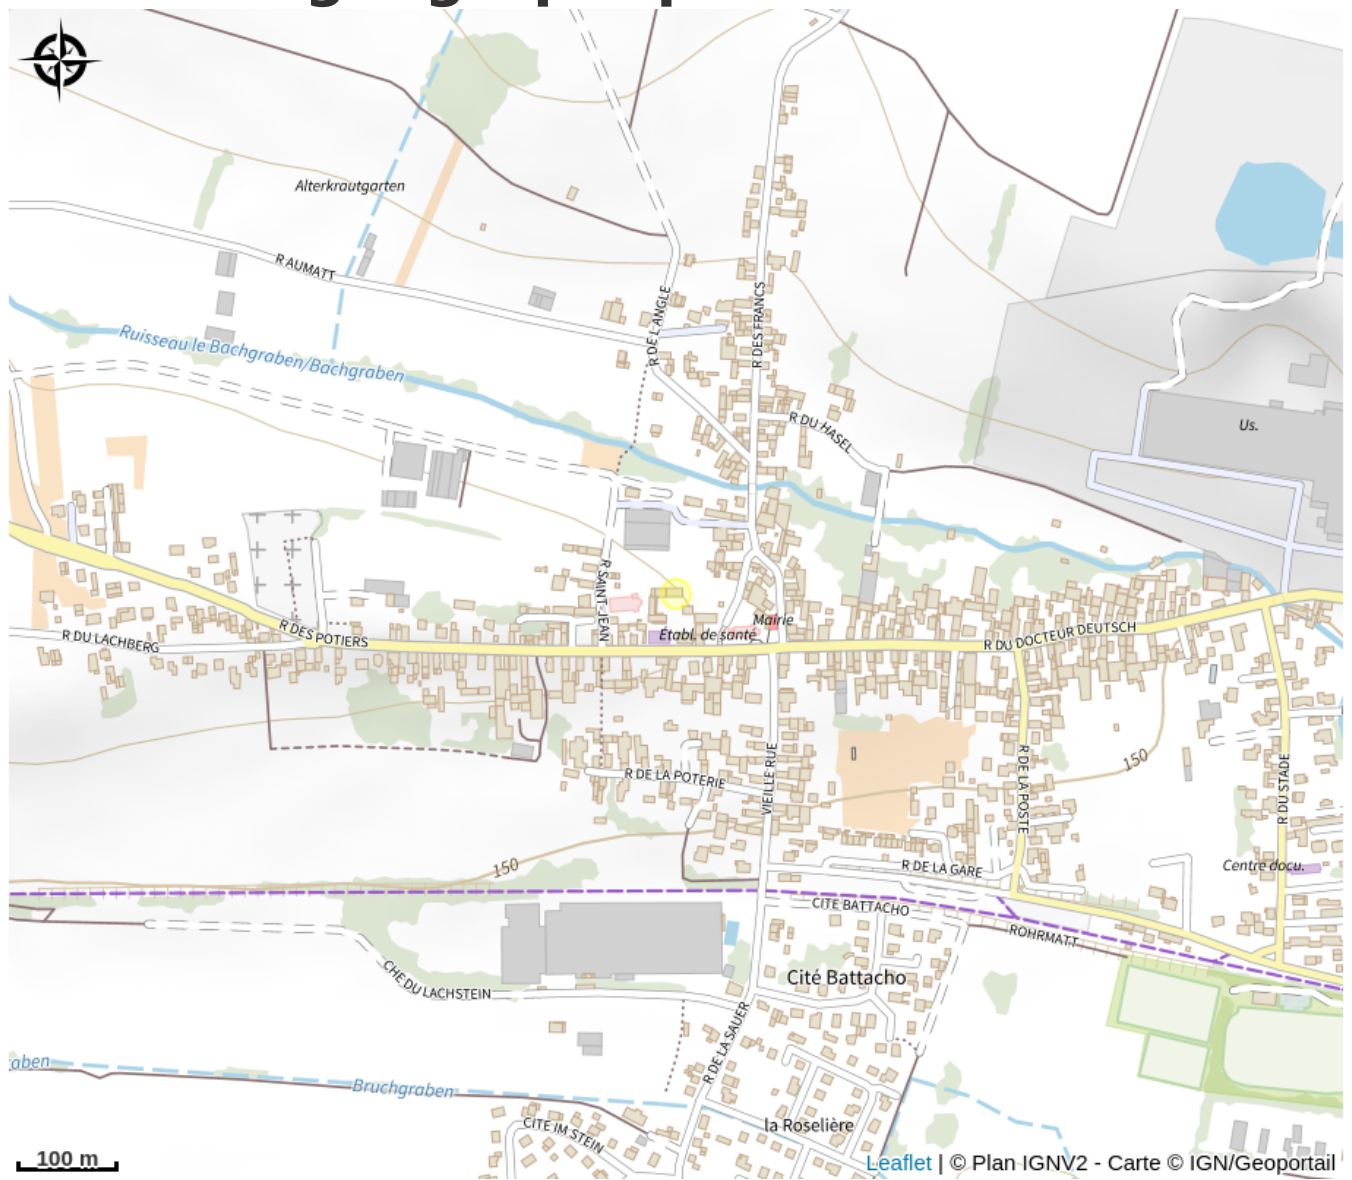 Alterkrautgarten
R AUMATT
R DE L'ANGLE
R DES FRANCS
Ruisseau le Bachgraben/Bachgraben
R DU HASEL
Us.
R SAINT-JEAN
Mairie
Établ. de santé
R DES POTIERS
R DU LACHBERG
R DU DOCTEUR DEUTSCH
R DE LA POTERIE
VIEILLE RUE
R DE LA POSTE
150
R DU STADE
150
R DE LA GARE
Centre docu.
CITE BATTACHO
ROHRMATT
CHE DU LACHSTEIN
Cité Battacho
R DE LA SAUER
aben
Bruchgraben
CITE IM STEIN
la Roselière
100 m
Leaflet | © Plan IGNV2 - Carte © IGN/Geoportail